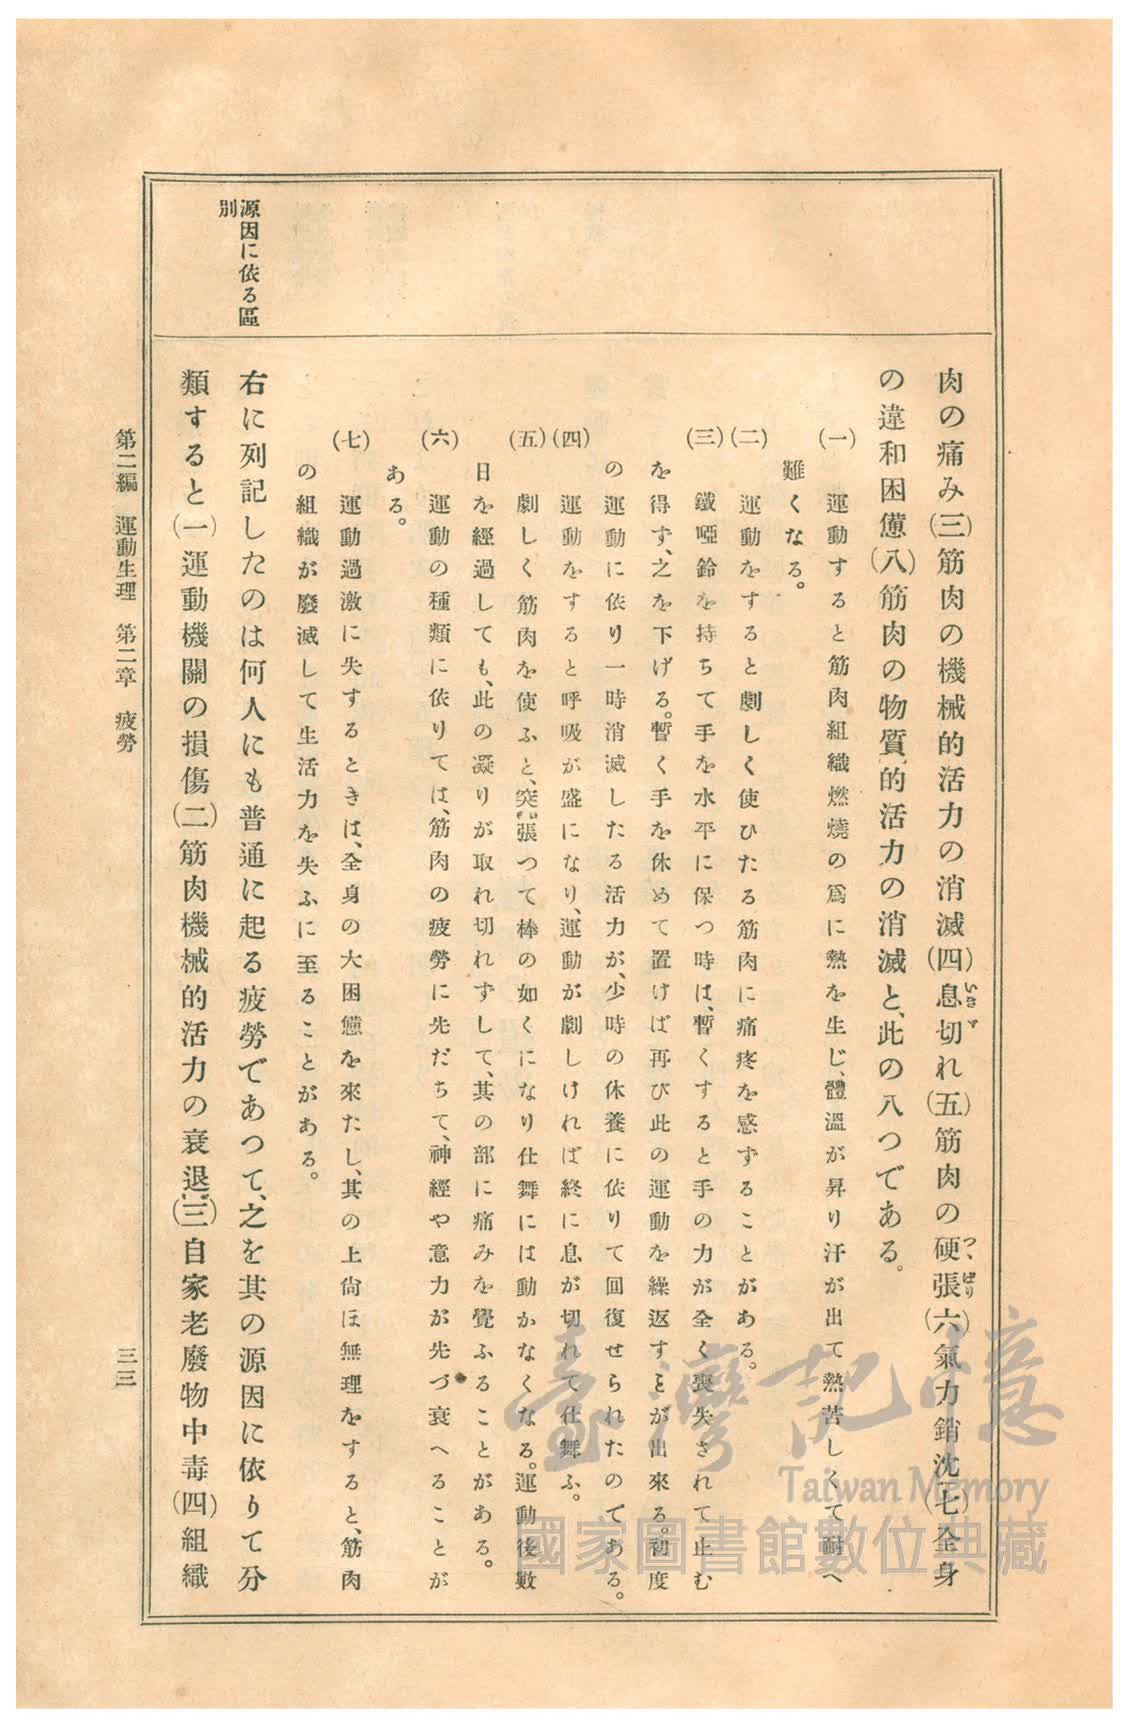 肉の痛み(三)筋肉の機械的活力の消滅(四)息切れ(五)筋肉の硬張(六)氣力銷沈(七)全身
の違和困憊(八)筋肉の物質的活力の消滅と、此の八つである。
(一) 運動すると筋肉組織燃燒の爲に熱を生じ、體溫が昇り汗が出て熱苦しくて耐へ
難くなる。
(二) 運動をすると劇しく使ひたる筋肉に痛疼を感ずることがある。
(三) 鐵啞鈴を持ちて手を水平に保つ時は、暫くすると手の力が全く喪失されて止む
を得ず、之を下げる。暫く手を休めて置けば再び此の運動を繰返すことが出來る。初度
の運動に依り一時消滅したる活力が、少時の休養に依りて回復せられたのである。
(四) 運動をすると呼吸が盛になり、運動が劇しければ終に息が切れて仕舞ふ。
(五) 劇しく筋肉を使ふと、突張つて棒の如くになり仕舞には動かなくなる。運動後數
日を經過しても、此の凝りが取れ切れずして、其の部に痛みを覺ふることがある。
(六) 運動の種類に依りては、筋肉の疲勞に先だちて、神經や意力が先づ衰へることが
ある。
(七) 運動過激に失するときは、全身の大困憊を來たし、其の上尙ほ無理をすると、筋肉
の組織が廢滅して生活力を失ふに至ることがある。
源因に依る區
別
右に列記したのは何人にも普通に起る疲勞であつて、之を其の源因に依りて分
類すると(一)運動機關の損傷(二)筋肉機械的活力の衰退(三)自家老廢物中毒(四)組織
第二編 運動生理 第二章 疲勞
三三
臺灣記憶
Taiwan Memory
國家圖書館數位典藏